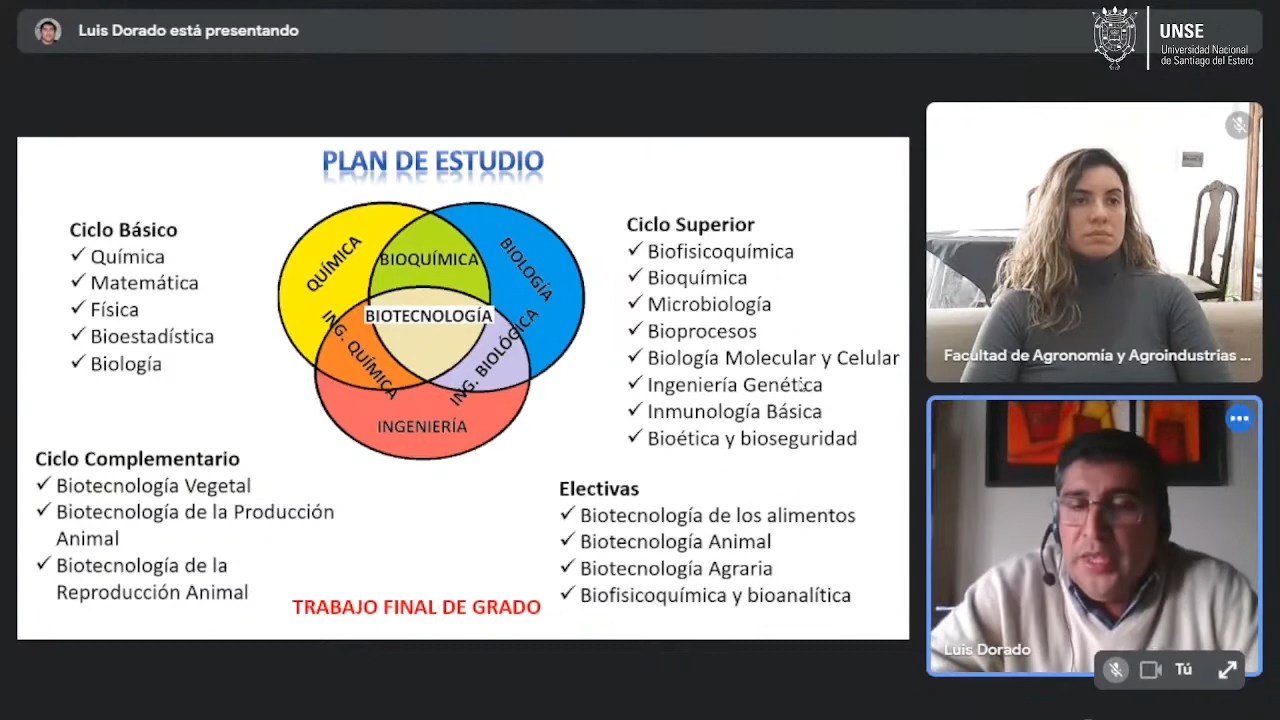 Luis Dorado está presentando
UNSE
Universidad Nacional
de Santiago del Estero
PLAN DE ESTUDIO
Ciclo Básico
✓ Química
✓ Matemática
✓ Física
✓ Bioestadística
✓ Biología
QUÍMICA
BIOQUÍMICA
BIOLOGÍA
BIOTECNOLOGÍA
ING. QUÍMICA
ING. BIOLÓGICA
INGENIERÍA
Ciclo Superior
✓ Biofisicoquímica
✓ Bioquímica
✓ Microbiología
✓ Bioprocesos
✓ Biología Molecular y Celular
✓ Ingeniería Genética
✓ Inmunología Básica
✓ Bioética y bioseguridad
Ciclo Complementario
✓ Biotecnología Vegetal
✓ Biotecnología de la Producción
Animal
✓ Biotecnología de la
Reproducción Animal
Electivas
✓ Biotecnología de los alimentos
✓ Biotecnología Animal
✓ Biotecnología Agraria
✓ Biofisicoquímica y bioanalítica
TRABAJO FINAL DE GRADO
Facultad de Agronomía y Agroindustrias ...
Luis Dorado
Tú